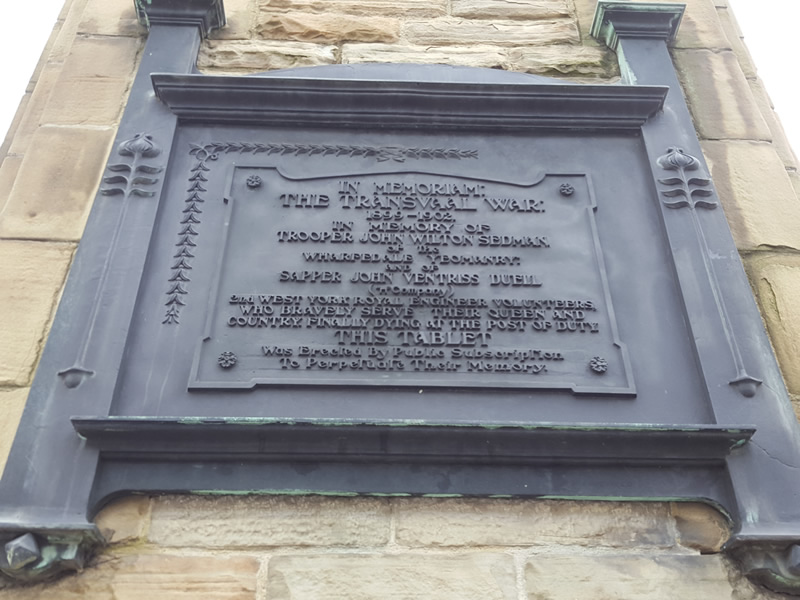 IN MEMORIAM:
THE TRANSVAAL WAR:
1899-1902.
IN MEMORY OF
TROOPER JOHN WILTON SEDMAN,
OF THE
WHARFEDALE YEOMANRY:
AND OF
SAPPER JOHN VENTRISS DUELL
("A" Company)
2nd WEST YORK ROYAL ENGINEER VOLUNTEERS,
WHO BRAVELY SERVE THEIR QUEEN AND
COUNTRY, FINALLY DYING AT THE POST OF DUTY.
THIS TABLET
Was Erected By Public Subscription
To Perpetuate Their Memory.